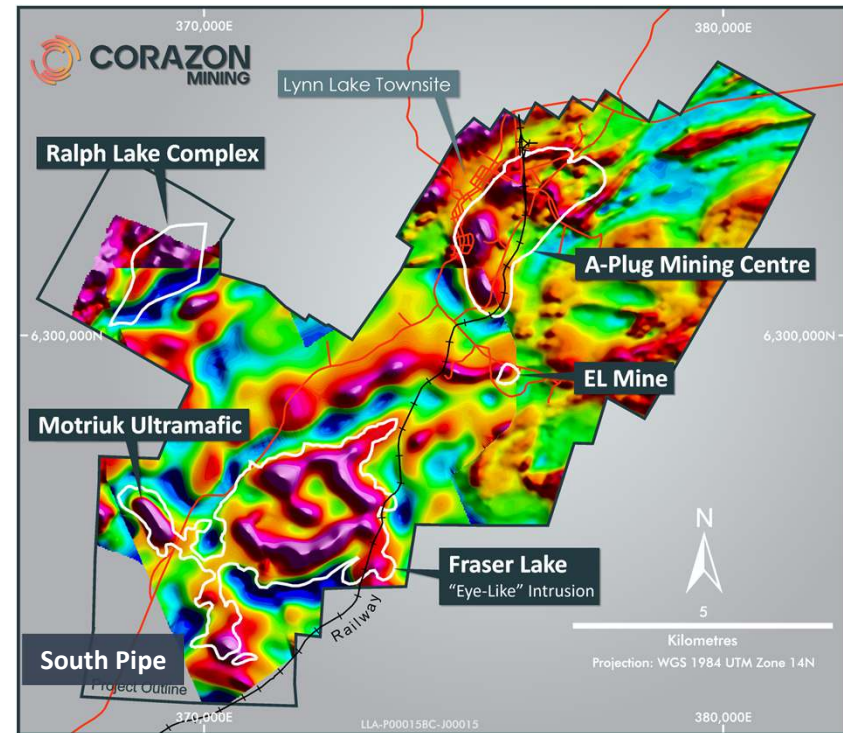 370,000E
380,000E
CORAZON
MINING
Lynn Lake Townsite
Ralph Lake Complex
A-Plug Mining Centre
6,300,000N
6,300,000N
EL Mine
Motriuk Ultramafic
N
Fraser Lake
"Eye-Like" Intrusion
5
Kilometres
Railway
Projection: WGS 1984 UTM Zone 14N
South Pipe
Project Outline
370,000E
LLA-P00015BC-J00015
380,000E